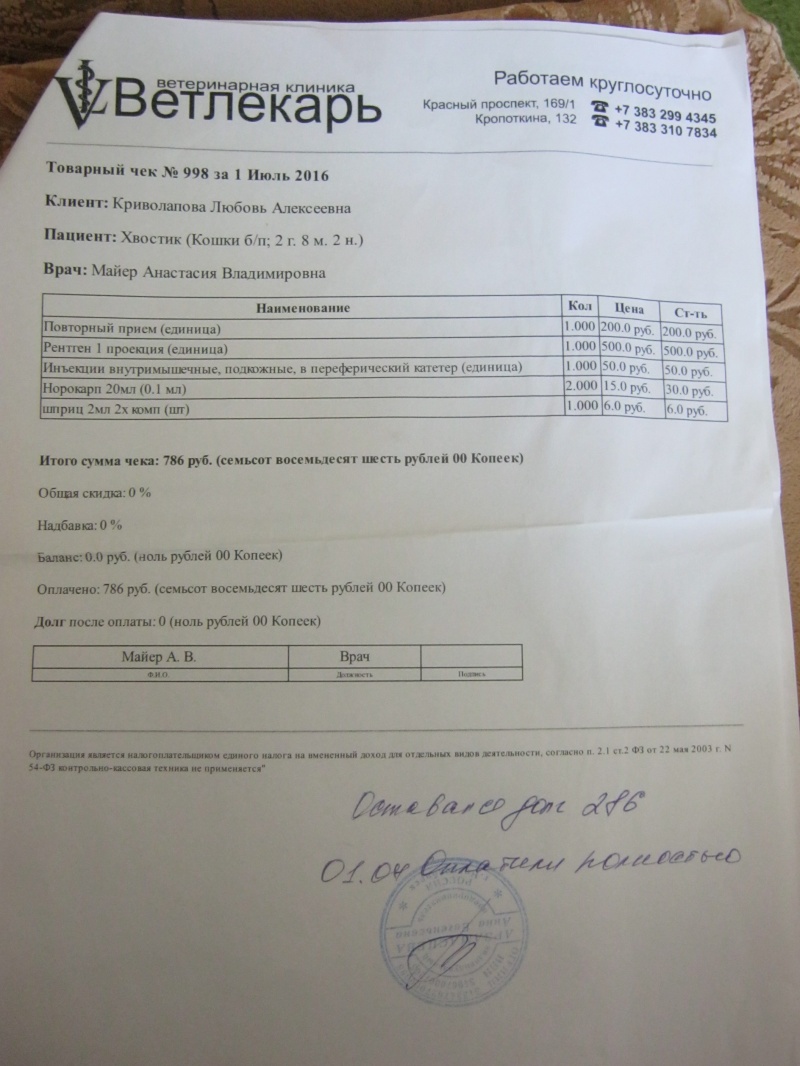 ветеринарная клиника
Ветлекарь
Работаем круглосуточно
Красный проспект, 169/1 ☎ +7 383 299 4345
Кропоткина, 132 ☎ +7 383 310 7834
Товарный чек № 998 за 1 Июль 2016
Клиент: Криволапова Любовь Алексеевна
Пациент: Хвостик (Кошки б/п; 2 г. 8 м. 2 н.)
Врач: Майер Анастасия Владимировна
Наименование Кол Цена Ст-ть
Повторный прием (единица) 1.000 200.0 руб. 200.0 руб.
Рентген 1 проекция (единица) 1.000 500.0 руб. 500.0 руб.
Инъекции внутримышечные, подкожные, в переферический катетер (единица) 1.000 50.0 руб. 50.0 руб.
Норокарп 20мл (0.1 мл) 2.000 15.0 руб. 30.0 руб.
шприц 2мл 2х комп (шт) 1.000 6.0 руб. 6.0 руб.
Итого сумма чека: 786 руб. (семьсот восемьдесят шесть рублей 00 Копеек)
Общая скидка: 0 %
Надбавка: 0 %
Баланс: 0.0 руб. (ноль рублей 00 Копеек)
Оплачено: 786 руб. (семьсот восемьдесят шесть рублей 00 Копеек)
Долг после оплаты: 0 (ноль рублей 00 Копеек)
Майер А. В. Врач
Ф.И.О. Должность Подпись
Организация является налогоплательщиком единого налога на вмененный доход для отдельных видов деятельности, согласно п. 2.1 ст.2 ФЗ от 22 мая 2003 г. N
54-ФЗ контрольно-кассовая техника не применяется"
Оставался долг 286
01.04 Оплатили полностью